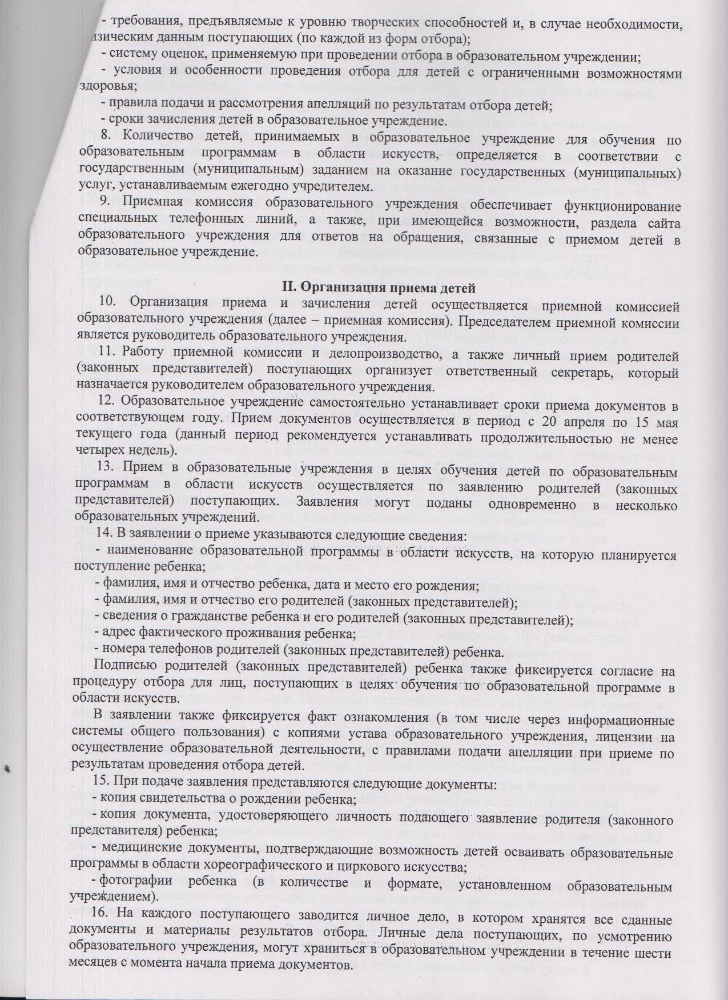 - требования, предъявляемые к уровню творческих способностей и, в случае необходимости,
изическим данным поступающих (по каждой из форм отбора);
- систему оценок, применяемую при проведении отбора в образовательном учреждении;
- условия и особенности проведения отбора для детей с ограниченными возможностями
здоровья;
- правила подачи и рассмотрения апелляций по результатам отбора детей;
- сроки зачисления детей в образовательное учреждение.
8. Количество детей, принимаемых в образовательное учреждение для обучения по
образовательным программам в области искусств, определяется в соответствии с
государственным (муниципальным) заданием на оказание государственных (муниципальных)
услуг, устанавливаемым ежегодно учредителем.
9. Приемная комиссия образовательного учреждения обеспечивает функционирование
специальных телефонных линий, а также, при имеющейся возможности, раздела сайта
образовательного учреждения для ответов на обращения, связанные с приемом детей в
образовательное учреждение.
II. Организация приема детей
10. Организация приема и зачисления детей осуществляется приемной комиссией
образовательного учреждения (далее – приемная комиссия). Председателем приемной комиссии
является руководитель образовательного учреждения.
11. Работу приемной комиссии и делопроизводство, а также личный прием родителей
(законных представителей) поступающих организует ответственный секретарь, который
назначается руководителем образовательного учреждения.
12. Образовательное учреждение самостоятельно устанавливает сроки приема документов в
соответствующем году. Прием документов осуществляется в период с 20 апреля по 15 мая
текущего года (данный период рекомендуется устанавливать продолжительностью не менее
четырех недель).
13. Прием в образовательные учреждения в целях обучения детей по образовательным
программам в области искусств осуществляется по заявлению родителей (законных
представителей) поступающих. Заявления могут поданы одновременно в несколько
образовательных учреждений.
14. В заявлении о приеме указываются следующие сведения:
- наименование образовательной программы в области искусств, на которую планируется
поступление ребенка;
- фамилия, имя и отчество ребенка, дата и место его рождения;
- фамилия, имя и отчество его родителей (законных представителей);
- сведения о гражданстве ребенка и его родителей (законных представителей);
- адрес фактического проживания ребенка;
- номера телефонов родителей (законных представителей) ребенка.
Подписью родителей (законных представителей) ребенка также фиксируется согласие на
процедуру отбора для лиц, поступающих в целях обучения по образовательной программе в
области искусств.
В заявлении также фиксируется факт ознакомления (в том числе через информационные
системы общего пользования) с копиями устава образовательного учреждения, лицензии на
осуществление образовательной деятельности, с правилами подачи апелляции при приеме по
результатам проведения отбора детей.
15. При подаче заявления представляются следующие документы:
- копия свидетельства о рождении ребенка;
- копия документа, удостоверяющего личность подающего заявление родителя (законного
представителя) ребенка;
- медицинские документы, подтверждающие возможность детей осваивать образовательные
программы в области хореографического и циркового искусства;
- фотографии ребенка (в количестве и формате, установленном образовательным
учреждением).
16. На каждого поступающего заводится личное дело, в котором хранятся все сданные
документы и материалы результатов отбора. Личные дела поступающих, по усмотрению
образовательного учреждения, могут храниться в образовательном учреждении в течение шести
месяцев с момента начала приема документов.